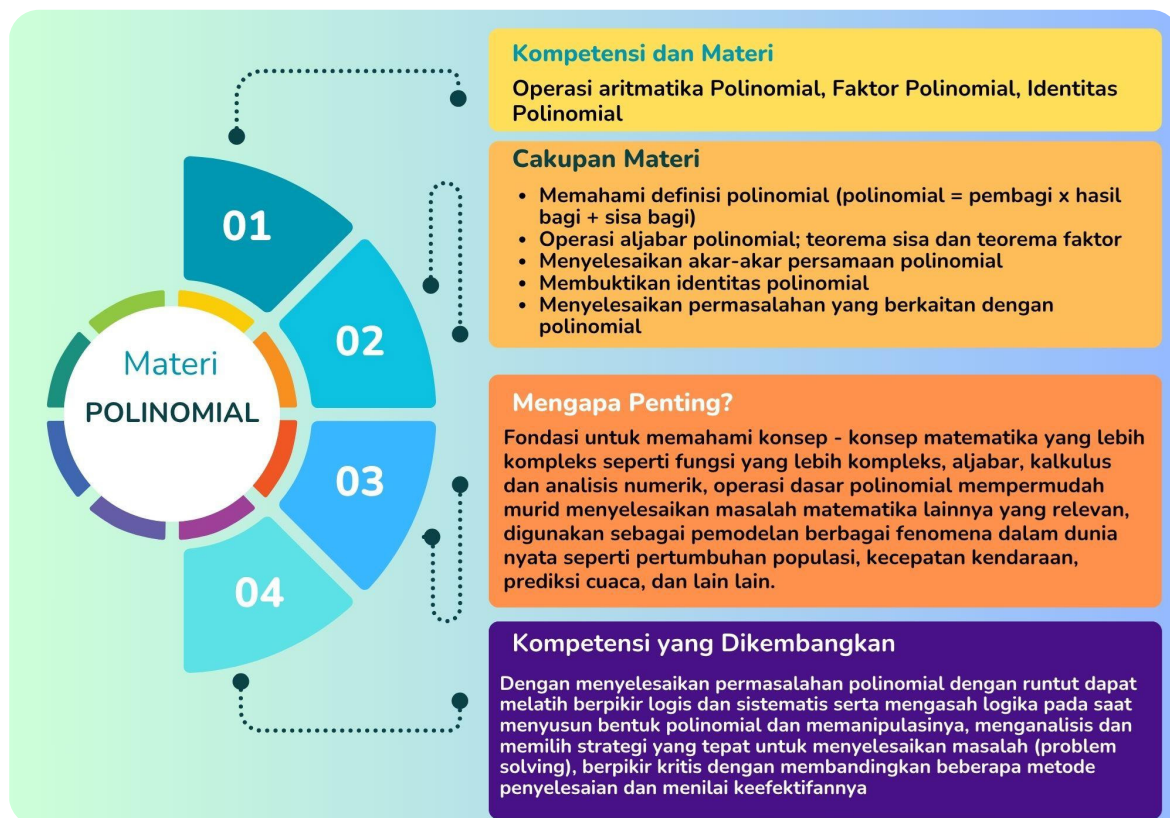 Materi
POLINOMIAL
01
02
03
04
Kompetensi dan Materi
Operasi aritmatika Polinomial, Faktor Polinomial, Identitas
Polinomial
Cakupan Materi
• Memahami definisi polinomial (polinomial = pembagi x hasil
bagi + sisa bagi)
• Operasi aljabar polinomial; teorema sisa dan teorema faktor
• Menyelesaikan akar-akar persamaan polinomial
• Membuktikan identitas polinomial
• Menyelesaikan permasalahan yang berkaitan dengan
polinomial
Mengapa Penting?
Fondasi untuk memahami konsep - konsep matematika yang lebih
kompleks seperti fungsi yang lebih kompleks, aljabar, kalkulus
dan analisis numerik, operasi dasar polinomial mempermudah
murid menyelesaikan masalah matematika lainnya yang relevan,
digunakan sebagai pemodelan berbagai fenomena dalam dunia
nyata seperti pertumbuhan populasi, kecepatan kendaraan,
prediksi cuaca, dan lain lain.
Kompetensi yang Dikembangkan
Dengan menyelesaikan permasalahan polinomial dengan runtut dapat
melatih berpikir logis dan sistematis serta mengasah logika pada saat
menyusun bentuk polinomial dan memanipulasinya, menganalisis dan
memilih strategi yang tepat untuk menyelesaikan masalah (problem
solving), berpikir kritis dengan membandingkan beberapa metode
penyelesaian dan menilai keefektifannya